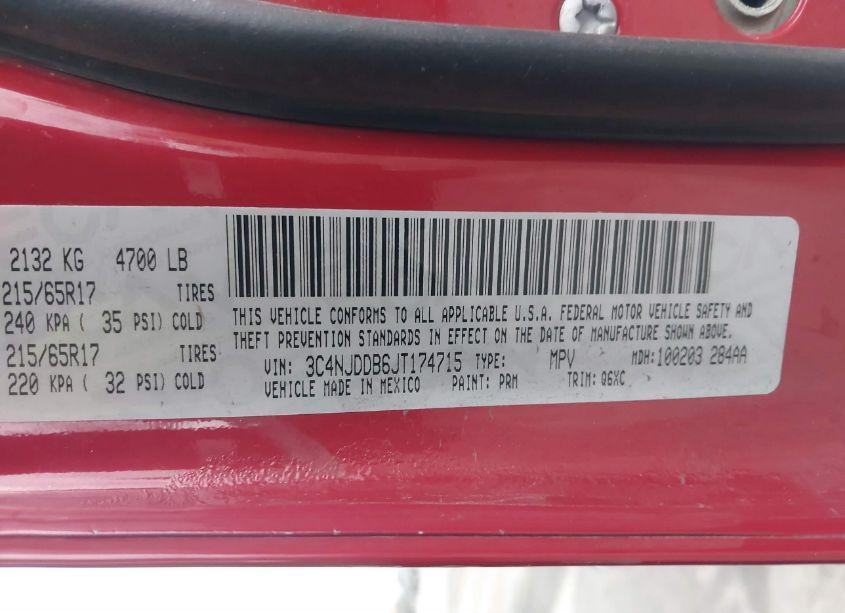 2132 KG 4700 LB
215/65R17 TIRES
240 KPA ( 35 PSI) COLD
215/65R17 TIRES
220 KPA ( 32 PSI) COLD
THIS VEHICLE CONFORMS TO ALL APPLICABLE U.S.A. FEDERAL MOTOR VEHICLE SAFETY AND
THEFT PREVENTION STANDARDS IN EFFECT ON THE DATE OF MANUFACTURE SHOWN ABOVE.
VIN: 3C4NJDDB6JT174715 TYPE: MPV MDH:100203 284AA
VEHICLE MADE IN MEXICO PAINT: PRM TRIM: Q6XC